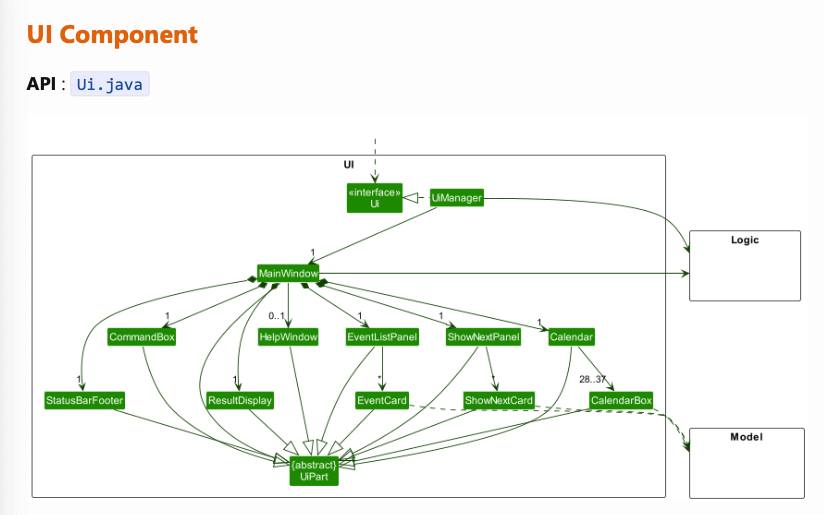 UI Component
API : Ui.java
UI
«interface»
Ui
UiManager
Logic
1
MainWindow
1
0..1
1
1
1
CommandBox
HelpWindow
EventListPanel
ShowNextPanel
Calendar
1
1
*
*
28..37
StatusBarFooter
ResultDisplay
EventCard
ShowNextCard
CalendarBox
Model
{abstract}
UiPart